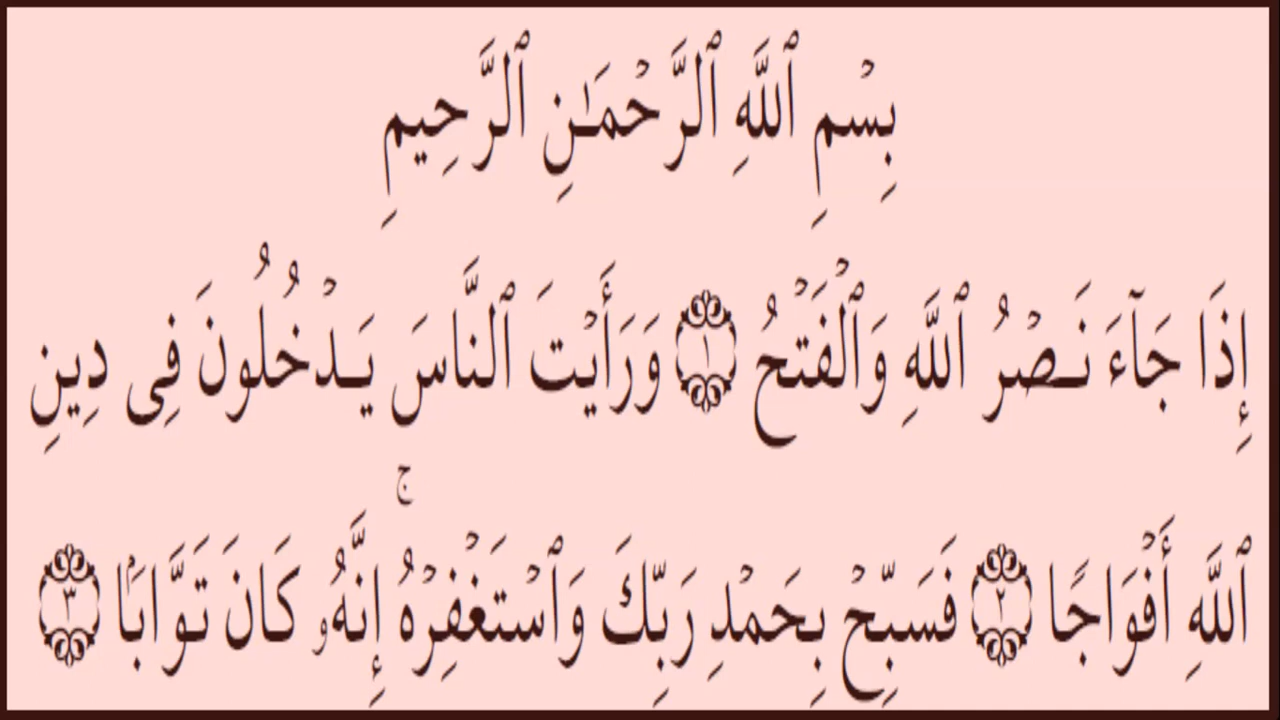 بِسْمِ ٱللَّهِ ٱلرَّحْمَـٰنِ ٱلرَّحِيمِ
إِذَا جَآءَ نَصْرُ ٱللَّهِ وَٱلْفَتْحُ ١ وَرَأَيْتَ ٱلنَّاسَ يَدْخُلُونَ فِى دِينِ
ٱللَّهِ أَفْوَاجًا ٢ فَسَبِّحْ بِحَمْدِ رَبِّكَ وَٱسْتَغْفِرْهُ ۚ إِنَّهُۥ كَانَ تَوَّابَۢا ٣